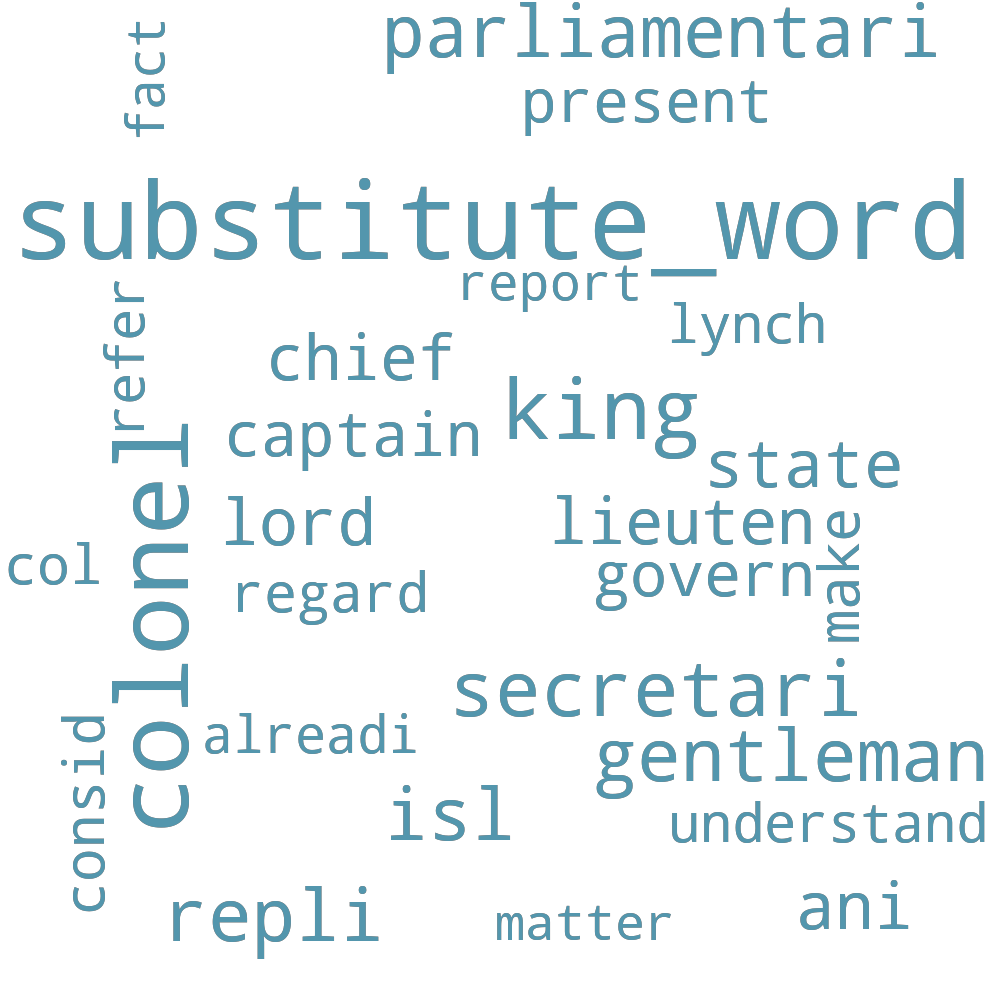 parliamentari
fact
present
substitute_word
report
refer
lynch
chief
king
captain
state
colonel
lord
lieuten
make
col
govern
regard
secretari
consid
alreadi
gentleman
isl
understand
repli
ani
matter